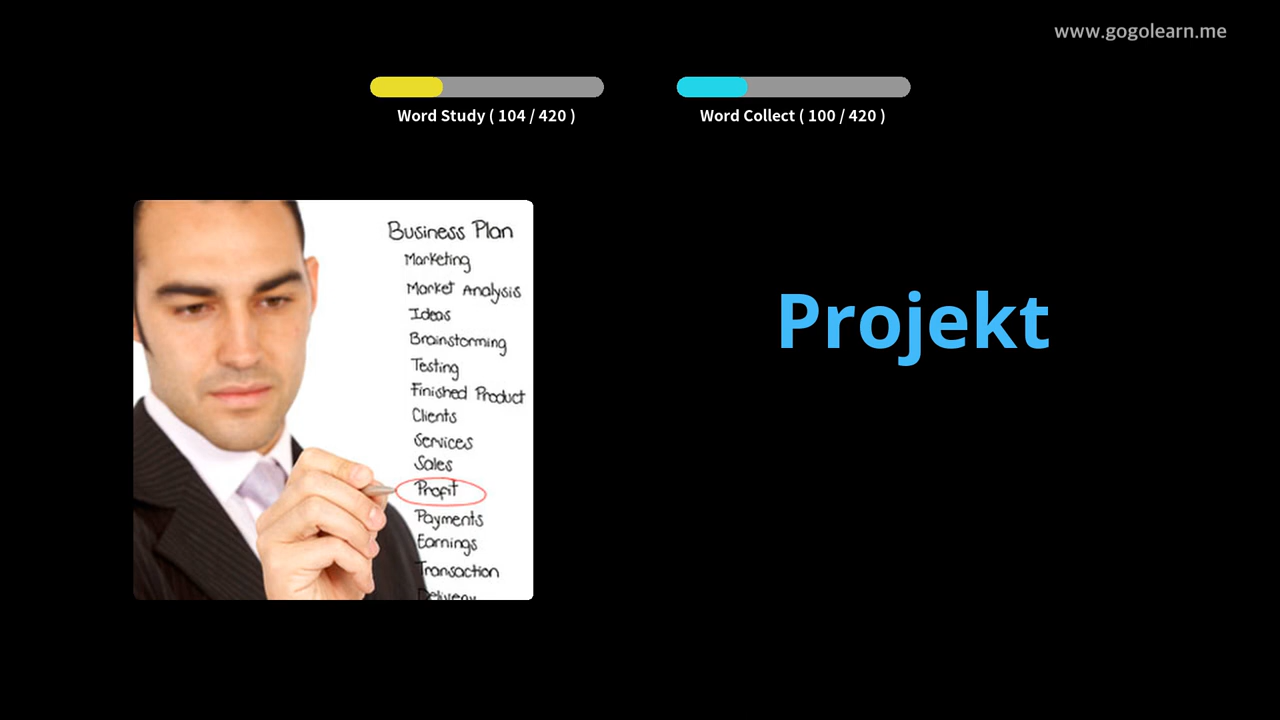 www.gogolearn.me
Word Study ( 104 / 420 )
Word Collect ( 100 / 420 )
Business Plan
Marketing
Market Analysis
Ideas
Brainstorming
Testing
Finished Product
Clients
Services
Sales
Profit
Payments
Earnings
Transaction
Delivery
Projekt